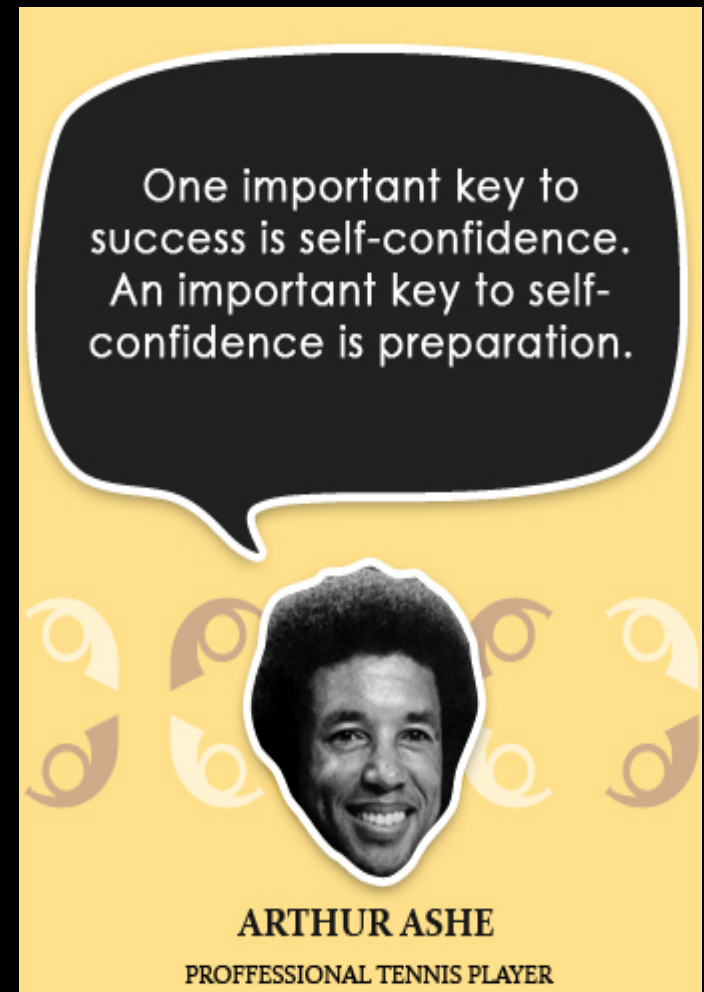 One important key to
success is self-confidence.
An important key to self-
confidence is preparation.
ARTHUR ASHE
PROFFESSIONAL TENNIS PLAYER